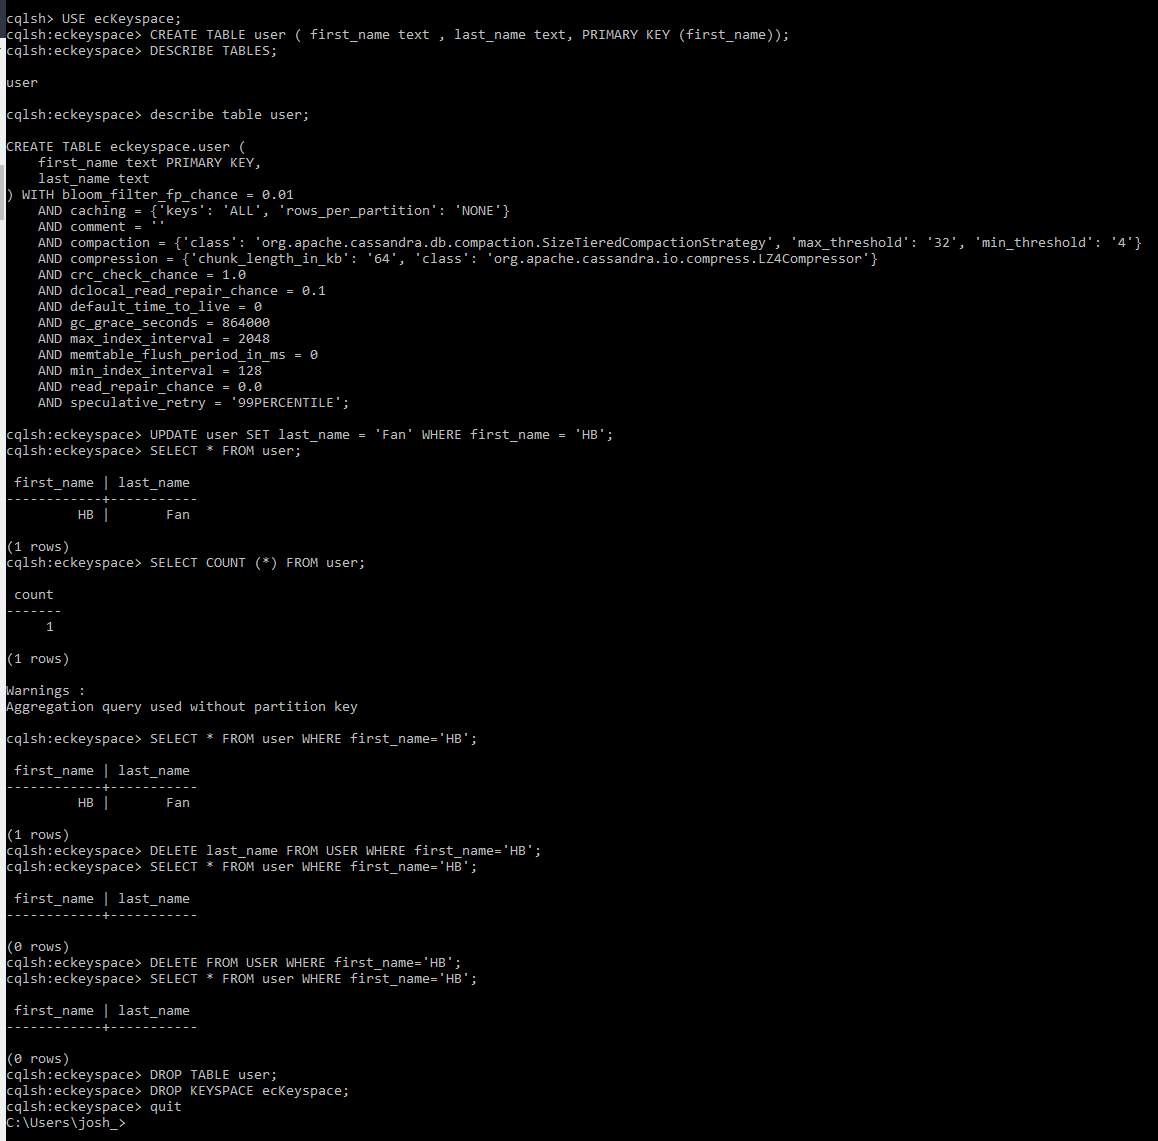 cqlsh> USE ecKeyspace;
cqlsh:eckeyspace> CREATE TABLE user ( first_name text , last_name text, PRIMARY KEY (first_name));
cqlsh:eckeyspace> DESCRIBE TABLES;
user
cqlsh:eckeyspace> describe table user;
CREATE TABLE eckeyspace.user (
    first_name text PRIMARY KEY,
    last_name text
) WITH bloom_filter_fp_chance = 0.01
    AND caching = {'keys': 'ALL', 'rows_per_partition': 'NONE'}
    AND comment = ''
    AND compaction = {'class': 'org.apache.cassandra.db.compaction.SizeTieredCompactionStrategy', 'max_threshold': '32', 'min_threshold': '4'}
    AND compression = {'chunk_length_in_kb': '64', 'class': 'org.apache.cassandra.io.compress.LZ4Compressor'}
    AND crc_check_chance = 1.0
    AND dclocal_read_repair_chance = 0.1
    AND default_time_to_live = 0
    AND gc_grace_seconds = 864000
    AND max_index_interval = 2048
    AND memtable_flush_period_in_ms = 0
    AND min_index_interval = 128
    AND read_repair_chance = 0.0
    AND speculative_retry = '99PERCENTILE';
cqlsh:eckeyspace> UPDATE user SET last_name = 'Fan' WHERE first_name = 'HB';
cqlsh:eckeyspace> SELECT * FROM user;
 first_name | last_name
------------+-----------
         HB |       Fan
(1 rows)
cqlsh:eckeyspace> SELECT COUNT (*) FROM user;
 count
-------
     1
(1 rows)
Warnings :
Aggregation query used without partition key
cqlsh:eckeyspace> SELECT * FROM user WHERE first_name='HB';
 first_name | last_name
------------+-----------
         HB |       Fan
(1 rows)
cqlsh:eckeyspace> DELETE last_name FROM USER WHERE first_name='HB';
cqlsh:eckeyspace> SELECT * FROM user WHERE first_name='HB';
 first_name | last_name
------------+-----------
(0 rows)
cqlsh:eckeyspace> DELETE FROM USER WHERE first_name='HB';
cqlsh:eckeyspace> SELECT * FROM user WHERE first_name='HB';
 first_name | last_name
------------+-----------
(0 rows)
cqlsh:eckeyspace> DROP TABLE user;
cqlsh:eckeyspace> DROP KEYSPACE ecKeyspace;
cqlsh:eckeyspace> quit
C:\Users\josh_>